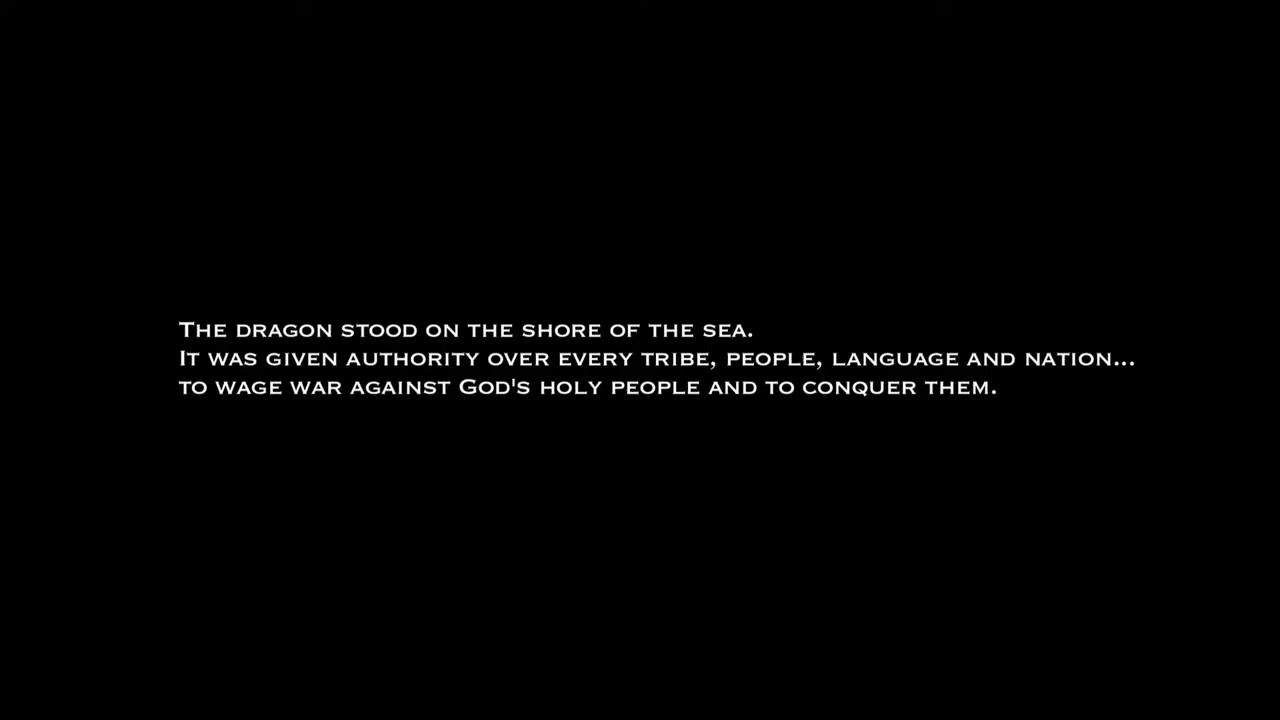 The dragon stood on the shore of the sea.
It was given authority over every tribe, people, language and nation...
to wage war against God's holy people and to conquer them.